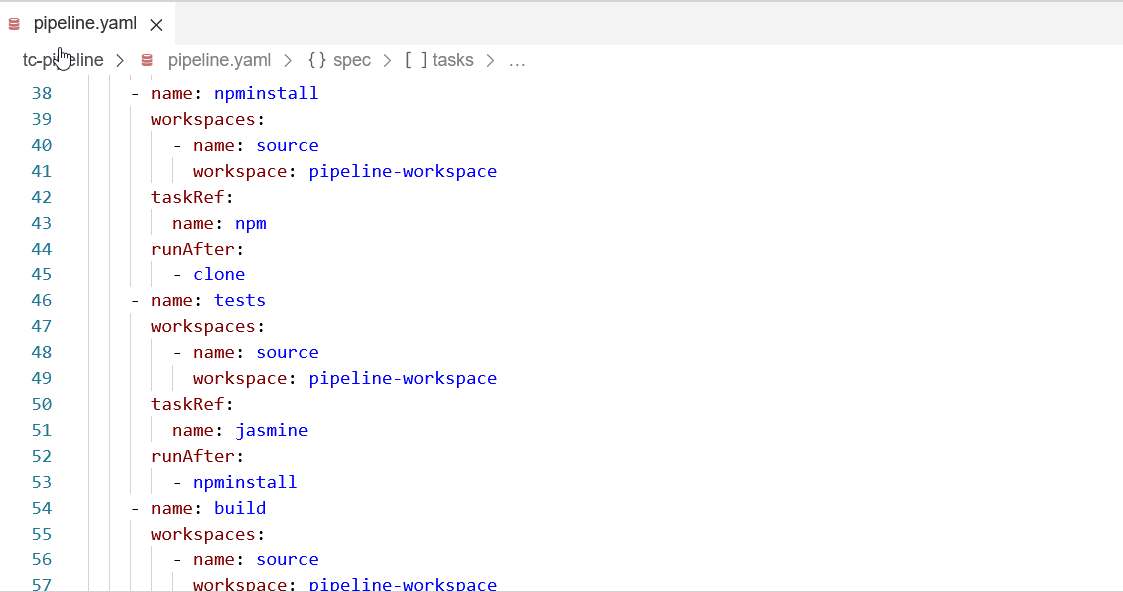 pipeline.yaml
tc-pipeline > pipeline.yaml > {} spec > [ ] tasks > ...
38 - name: npminstall
39 workspaces:
40 - name: source
41 workspace: pipeline-workspace
42 taskRef:
43 name: npm
44 runAfter:
45 - clone
46 - name: tests
47 workspaces:
48 - name: source
49 workspace: pipeline-workspace
50 taskRef:
51 name: jasmine
52 runAfter:
53 - npminstall
54 - name: build
55 workspaces:
56 - name: source
57 workspace: pipeline-workspace